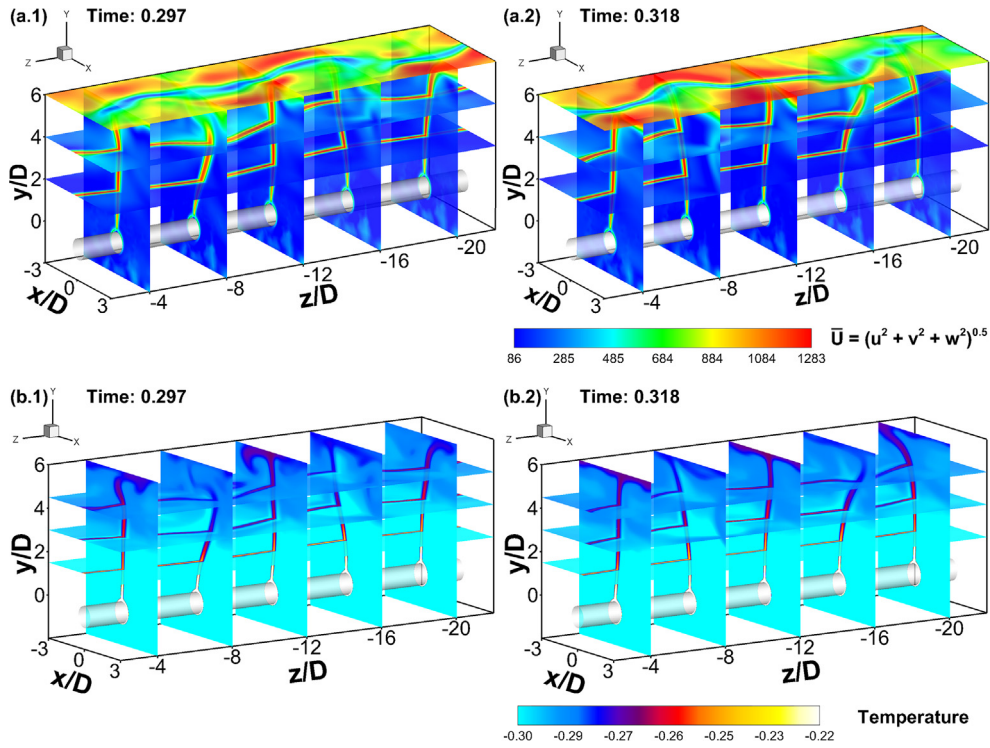 (a.1) Time: 0.297
Y
Z
X
6
4
2
0
-3
y/D
0
3
x/D
-4
-8
-12
-16
-20
z/D
(a.2) Time: 0.318
Y
Z
X
6
4
2
0
-3
y/D
0
3
x/D
-4
-8
-12
-16
-20
z/D
86 285 485 684 884 1084 1283
U̅ = (u² + v² + w²)⁰·⁵
(b.1) Time: 0.297
Y
Z
X
6
4
2
0
-2
y/D
-3
0
3
x/D
-4
-8
-12
-16
-20
z/D
(b.2) Time: 0.318
Y
Z
X
6
4
2
0
-2
y/D
-3
0
3
x/D
-4
-8
-12
-16
-20
z/D
-0.30 -0.29 -0.27 -0.26 -0.25 -0.23 -0.22
Temperature